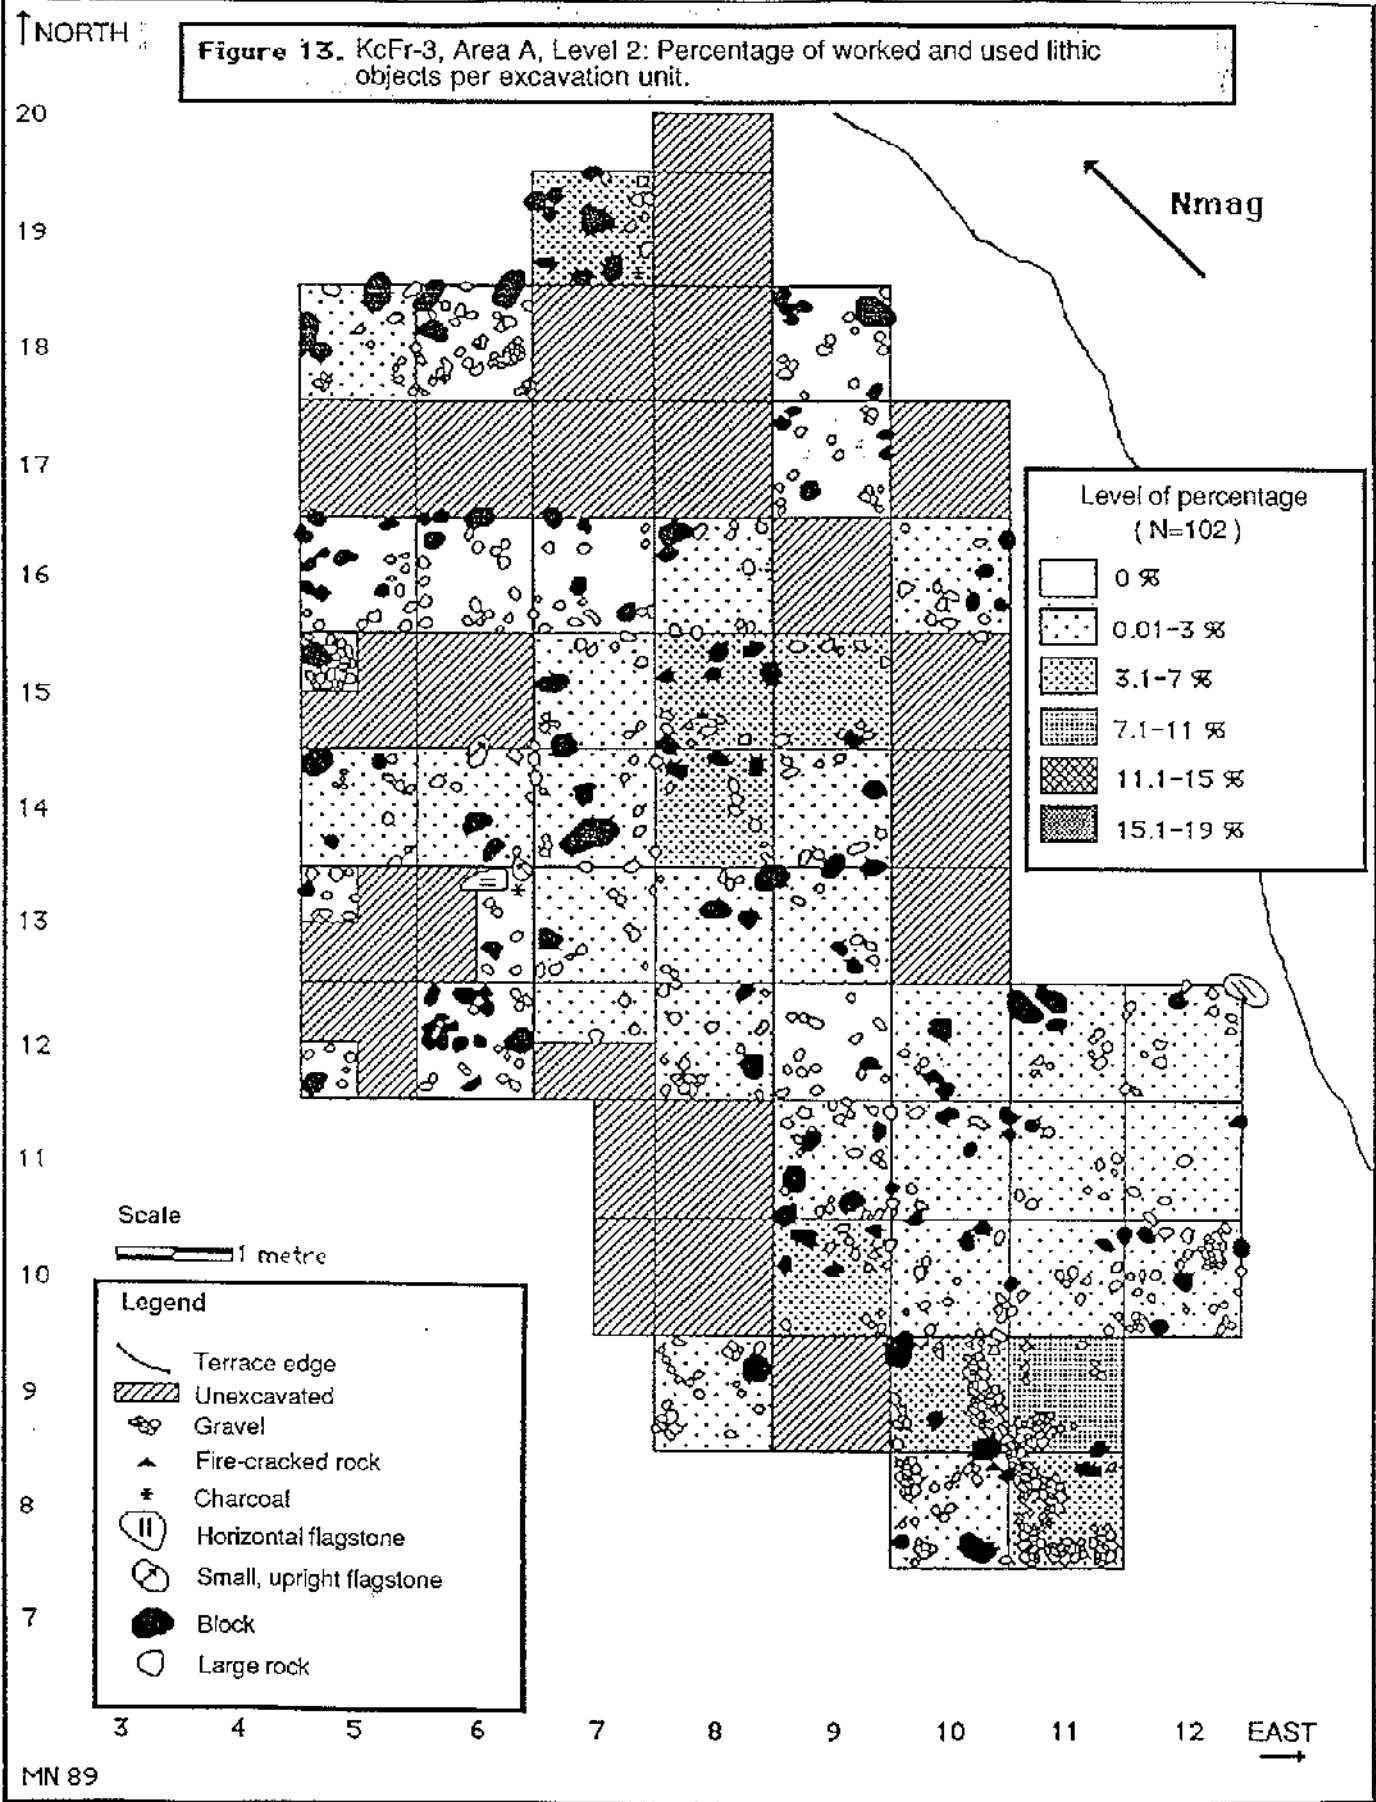 NORTH
Figure 13. KcFr-3, Area A, Level 2: Percentage of worked and used lithic
objects per excavation unit.
20
19
18
17
16
15
14
13
12
11
10
9
8
7
Nmag
Level of percentage
( N=102 )
0 %
0.01-3 %
3.1-7 %
7.1-11 %
11.1-15 %
15.1-19 %
Scale
1 metre
Legend
Terrace edge
Unexcavated
Gravel
Fire-cracked rock
Charcoal
Horizontal flagstone
Small, upright flagstone
Block
Large rock
3 4 5 6 7 8 9 10 11 12 EAST
MN 89